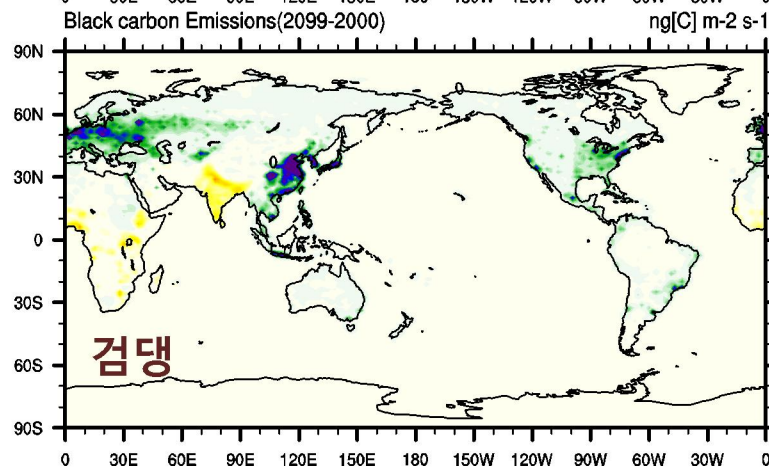 Black carbon Emissions(2099-2000) ng[C] m-2 s-1
90N
60N
30N
0
30S
검댕
60S
90S
0 30E 60E 90E 120E 150E 180 150W 120W 90W 60W 30W 0